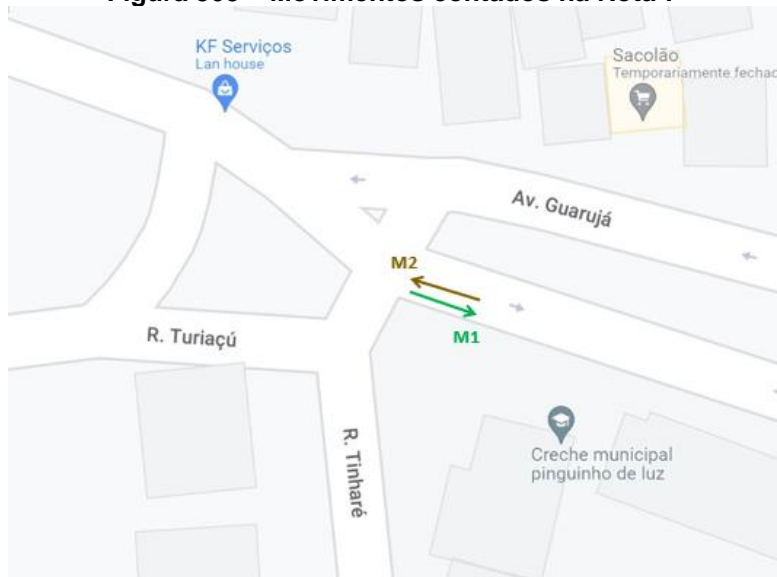 KF Serviços
Lan house
Sacolão
Temporariamente fechad
Av. Guarujá
M2
M1
R. Turiaçú
R. Tinharé
Creche municipal
pinguinho de luz